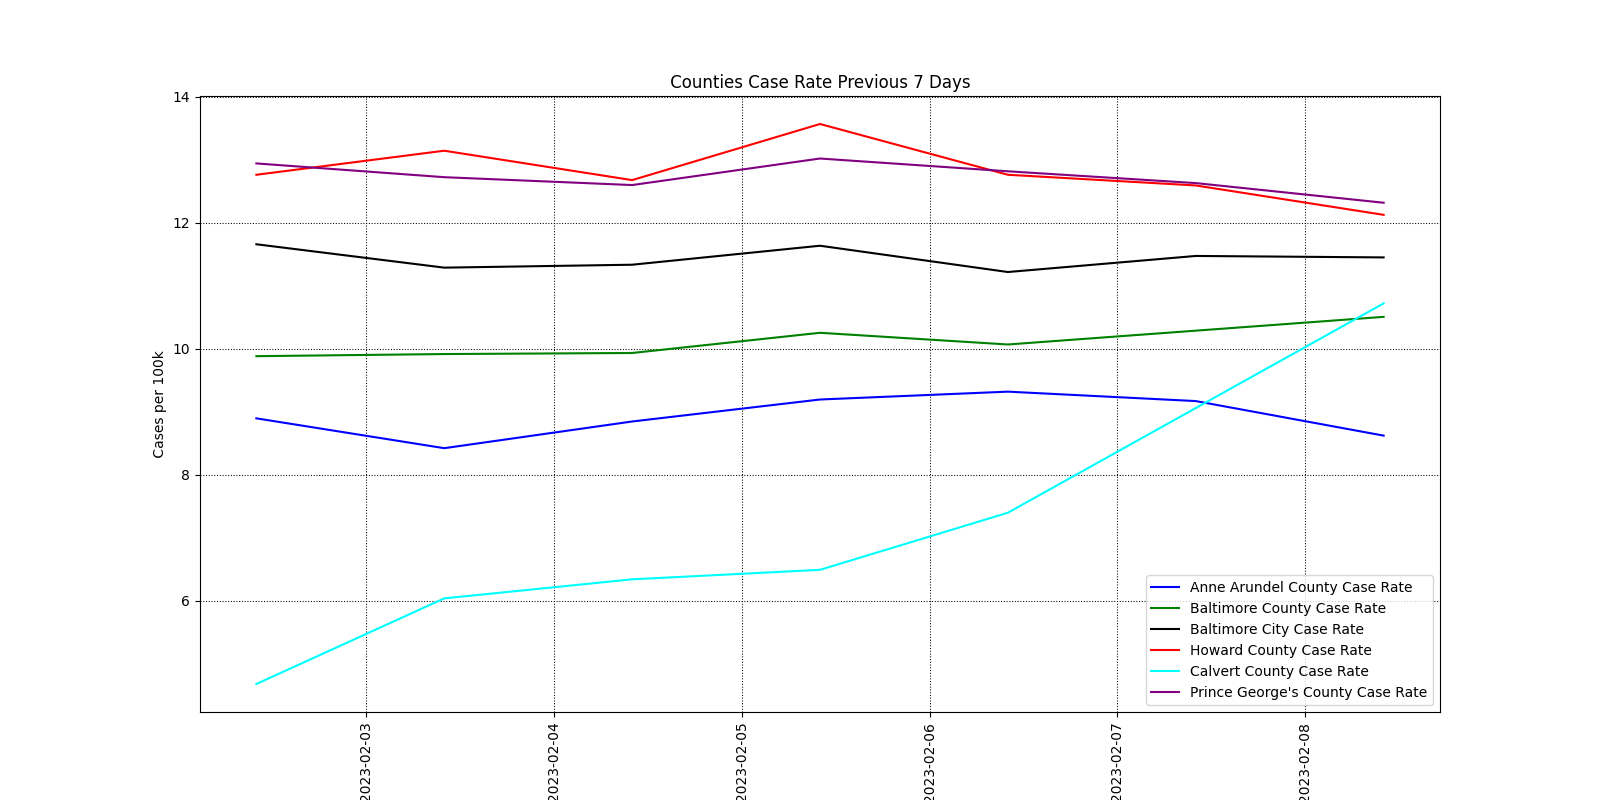 Counties Case Rate Previous 7 Days
14
12
10
8
6
Cases per 100k
Anne Arundel County Case Rate
Baltimore County Case Rate
Baltimore City Case Rate
Howard County Case Rate
Calvert County Case Rate
Prince George's County Case Rate
2023-02-03
2023-02-04
2023-02-05
2023-02-06
2023-02-07
2023-02-08